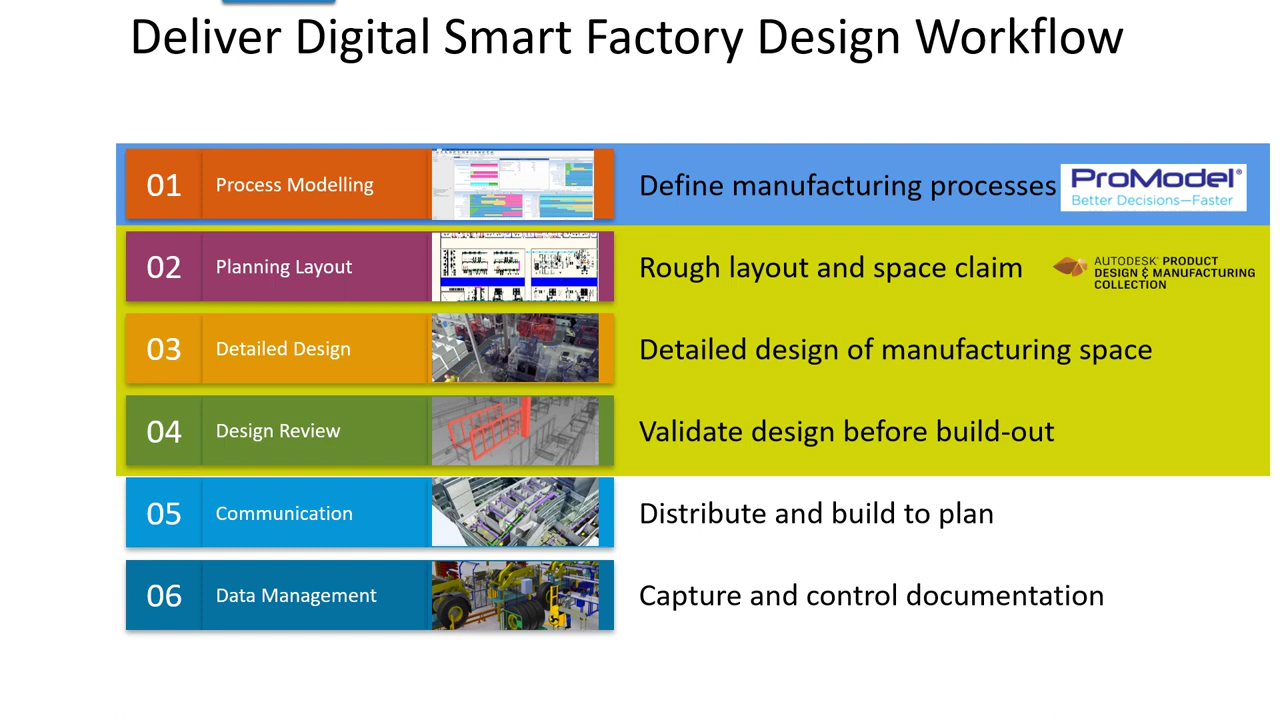 Deliver Digital Smart Factory Design Workflow
01 Process Modelling Define manufacturing processes ProModel®
Better Decisions—Faster
02 Planning Layout Rough layout and space claim AUTODESK® PRODUCT
DESIGN & MANUFACTURING
COLLECTION
03 Detailed Design Detailed design of manufacturing space
04 Design Review Validate design before build-out
05 Communication Distribute and build to plan
06 Data Management Capture and control documentation